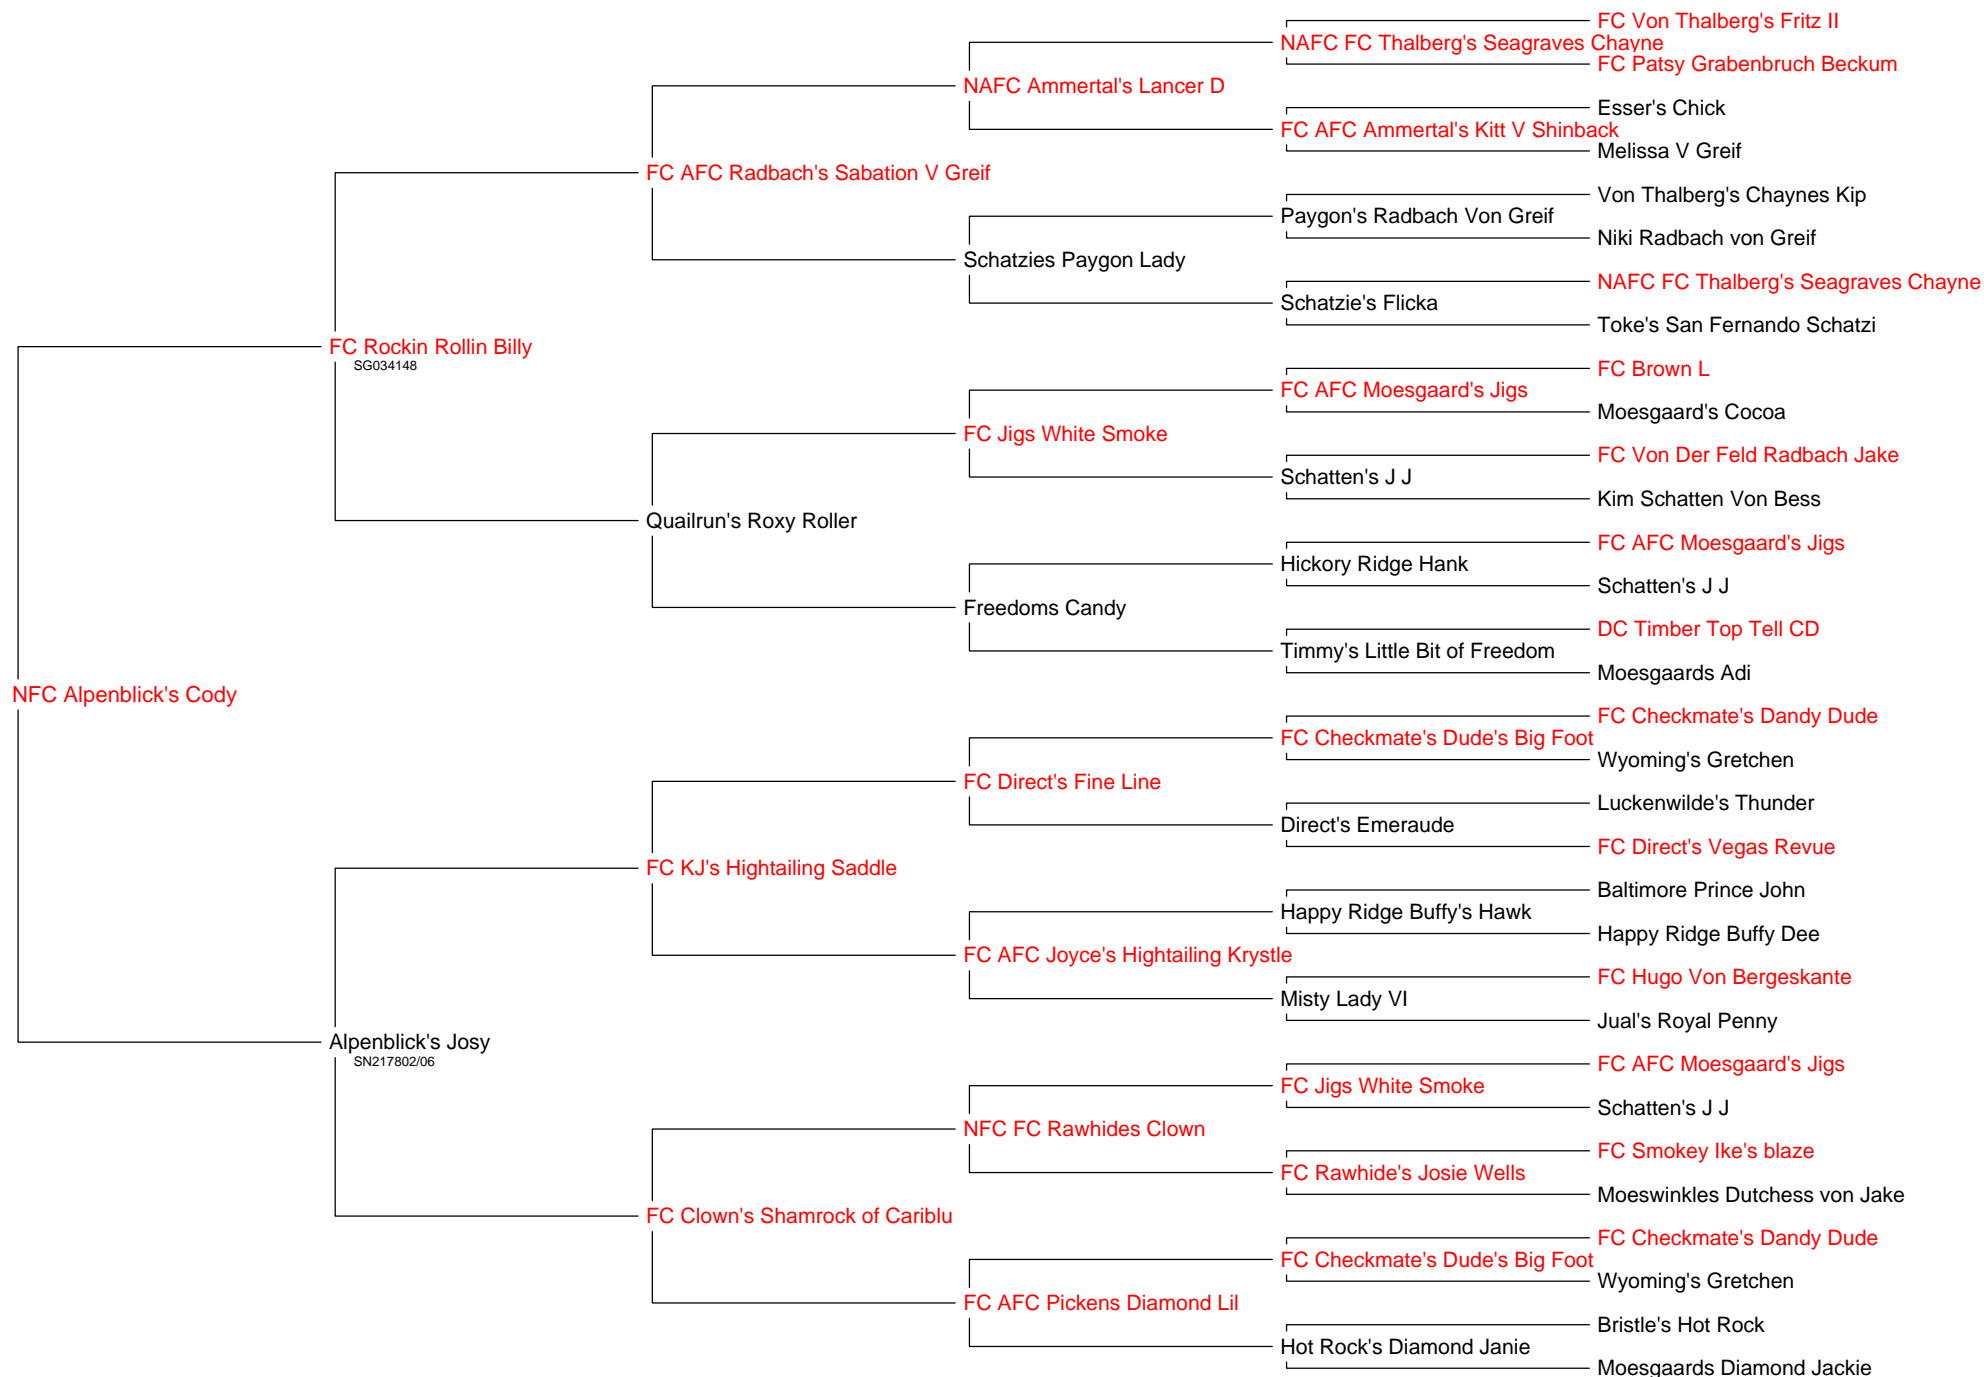 FC Von Thalberg's Fritz II
NAFC FC Thalberg's Seagraves Chayne
FC Patsy Grabenbruch Beckum
NAFC Ammertal's Lancer D
Esser's Chick
FC AFC Ammertal's Kitt V Shinback
Melissa V Greif
FC AFC Radbach's Sabation V Greif
Von Thalberg's Chaynes Kip
Paygon's Radbach Von Greif
Niki Radbach von Greif
Schatzies Paygon Lady
NAFC FC Thalberg's Seagraves Chayne
Schatzie's Flicka
Toke's San Fernando Schatzi
FC Rockin Rollin Billy
SG034148
FC Brown L
FC AFC Moesgaard's Jigs
Moesgaard's Cocoa
FC Jigs White Smoke
FC Von Der Feld Radbach Jake
Schatten's J J
Kim Schatten Von Bess
Quailrun's Roxy Roller
FC AFC Moesgaard's Jigs
Hickory Ridge Hank
Schatten's J J
Freedoms Candy
DC Timber Top Tell CD
Timmy's Little Bit of Freedom
Moesgaards Adi
NFC Alpenblick's Cody
FC Checkmate's Dandy Dude
FC Checkmate's Dude's Big Foot
Wyoming's Gretchen
FC Direct's Fine Line
Luckenwilde's Thunder
Direct's Emeraude
FC Direct's Vegas Revue
FC KJ's Hightailing Saddle
Baltimore Prince John
Happy Ridge Buffy's Hawk
Happy Ridge Buffy Dee
FC AFC Joyce's Hightailing Krystle
FC Hugo Von Bergeskante
Misty Lady VI
Jual's Royal Penny
Alpenblick's Josy
SN217802/06
FC AFC Moesgaard's Jigs
FC Jigs White Smoke
Schatten's J J
NFC FC Rawhides Clown
FC Smokey Ike's blaze
FC Rawhide's Josie Wells
Moeswinkles Dutchess von Jake
FC Clown's Shamrock of Cariblu
FC Checkmate's Dandy Dude
FC Checkmate's Dude's Big Foot
Wyoming's Gretchen
FC AFC Pickens Diamond Lil
Bristle's Hot Rock
Hot Rock's Diamond Janie
Moesgaards Diamond Jackie